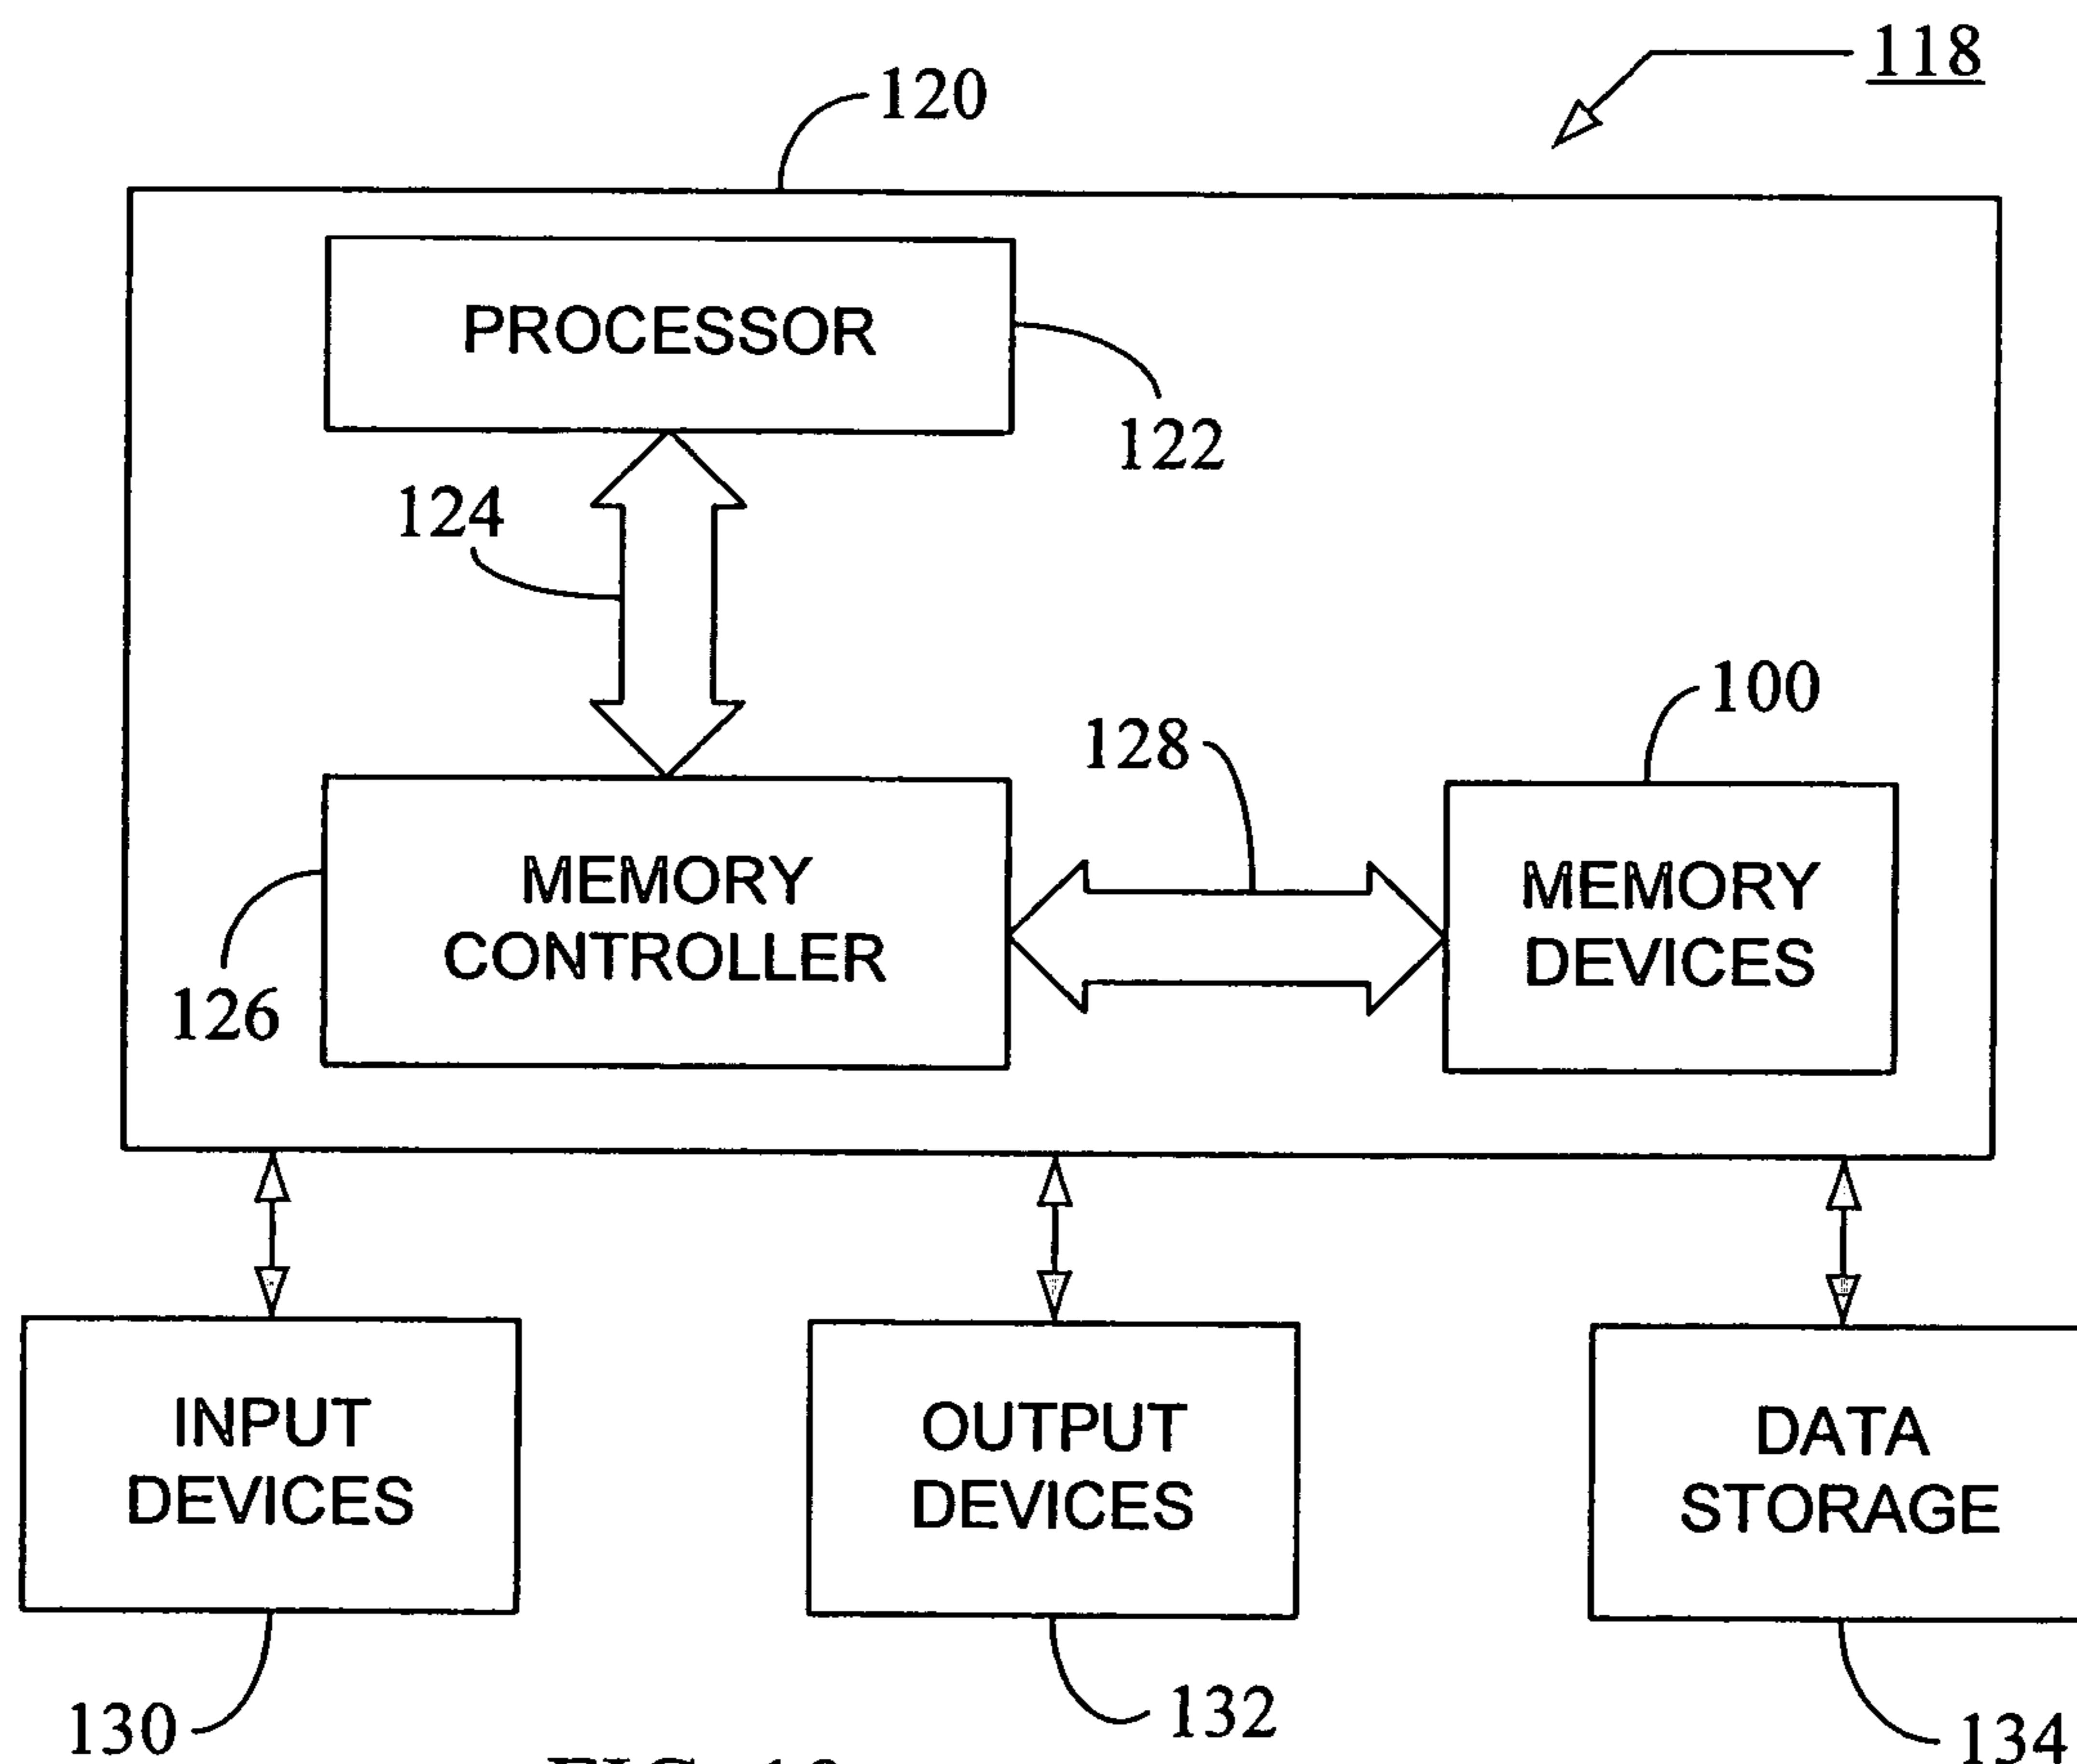 118
120
PROCESSOR
122
124
100
128
MEMORY
CONTROLLER
MEMORY
DEVICES
126
INPUT
DEVICES
OUTPUT
DEVICES
DATA
STORAGE
130
132
134